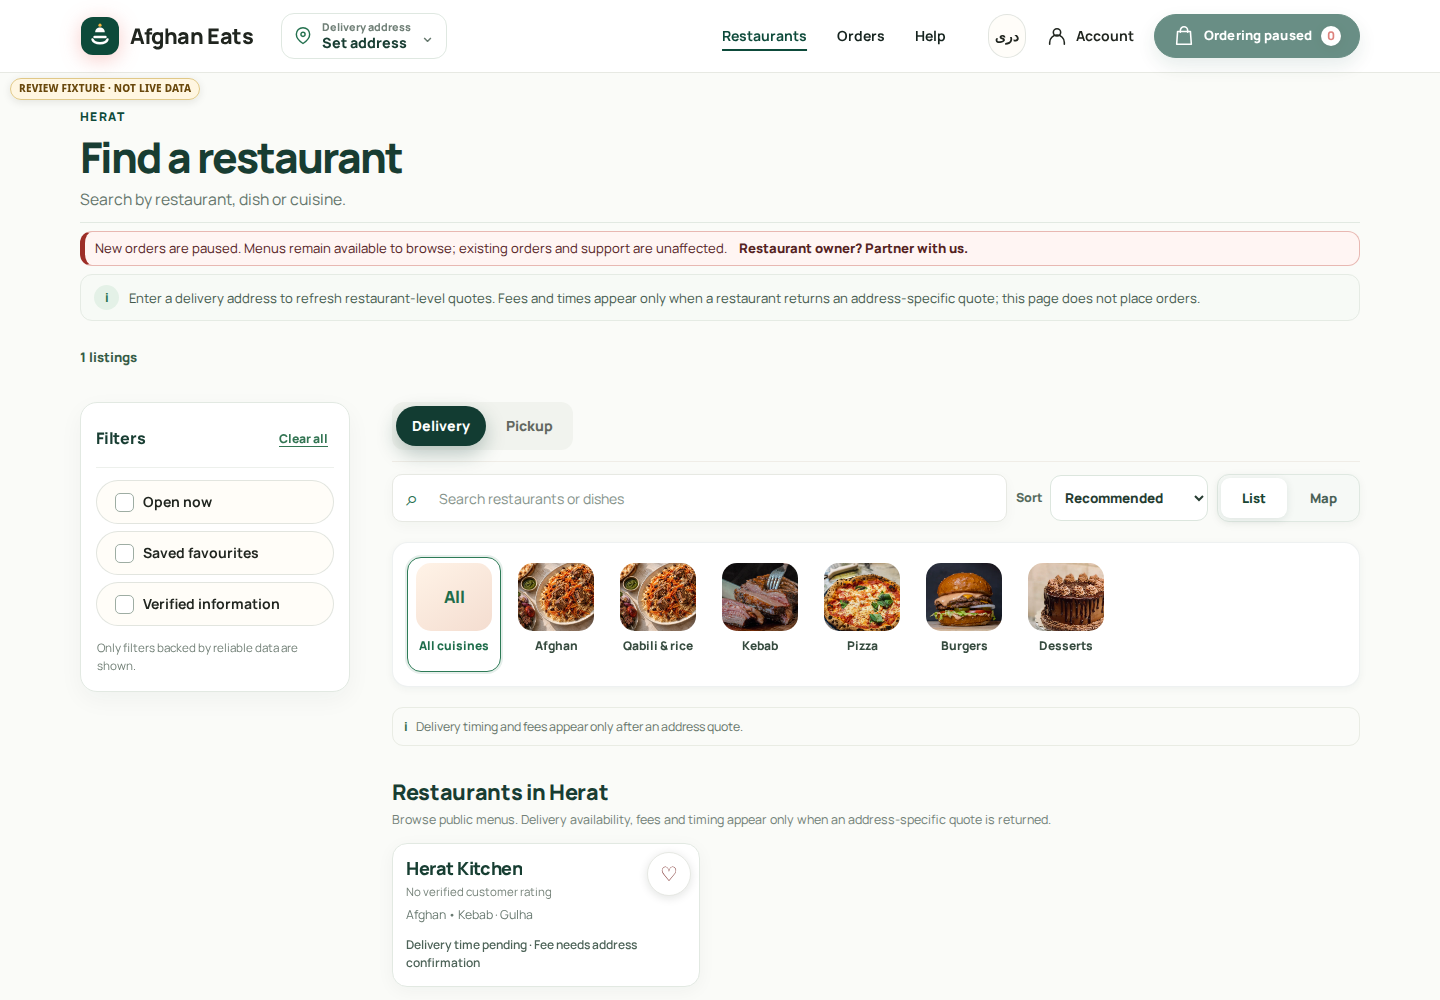 Afghan Eats
Delivery address
Set address
Restaurants
Orders
Help
دری
Account
Ordering paused 0
REVIEW FIXTURE · NOT LIVE DATA
HERAT
Find a restaurant
Search by restaurant, dish or cuisine.
New orders are paused. Menus remain available to browse; existing orders and support are unaffected. Restaurant owner? Partner with us.
i Enter a delivery address to refresh restaurant-level quotes. Fees and times appear only when a restaurant returns an address-specific quote; this page does not place orders.
1 listings
Filters
Clear all
Open now
Saved favourites
Verified information
Only filters backed by reliable data are
shown.
Delivery
Pickup
Search restaurants or dishes
Sort
Recommended
List
Map
All
All cuisines
Afghan
Qabili & rice
Kebab
Pizza
Burgers
Desserts
i Delivery timing and fees appear only after an address quote.
Restaurants in Herat
Browse public menus. Delivery availability, fees and timing appear only when an address-specific quote is returned.
Herat Kitchen
No verified customer rating
Afghan • Kebab · Gulha
Delivery time pending · Fee needs address
confirmation